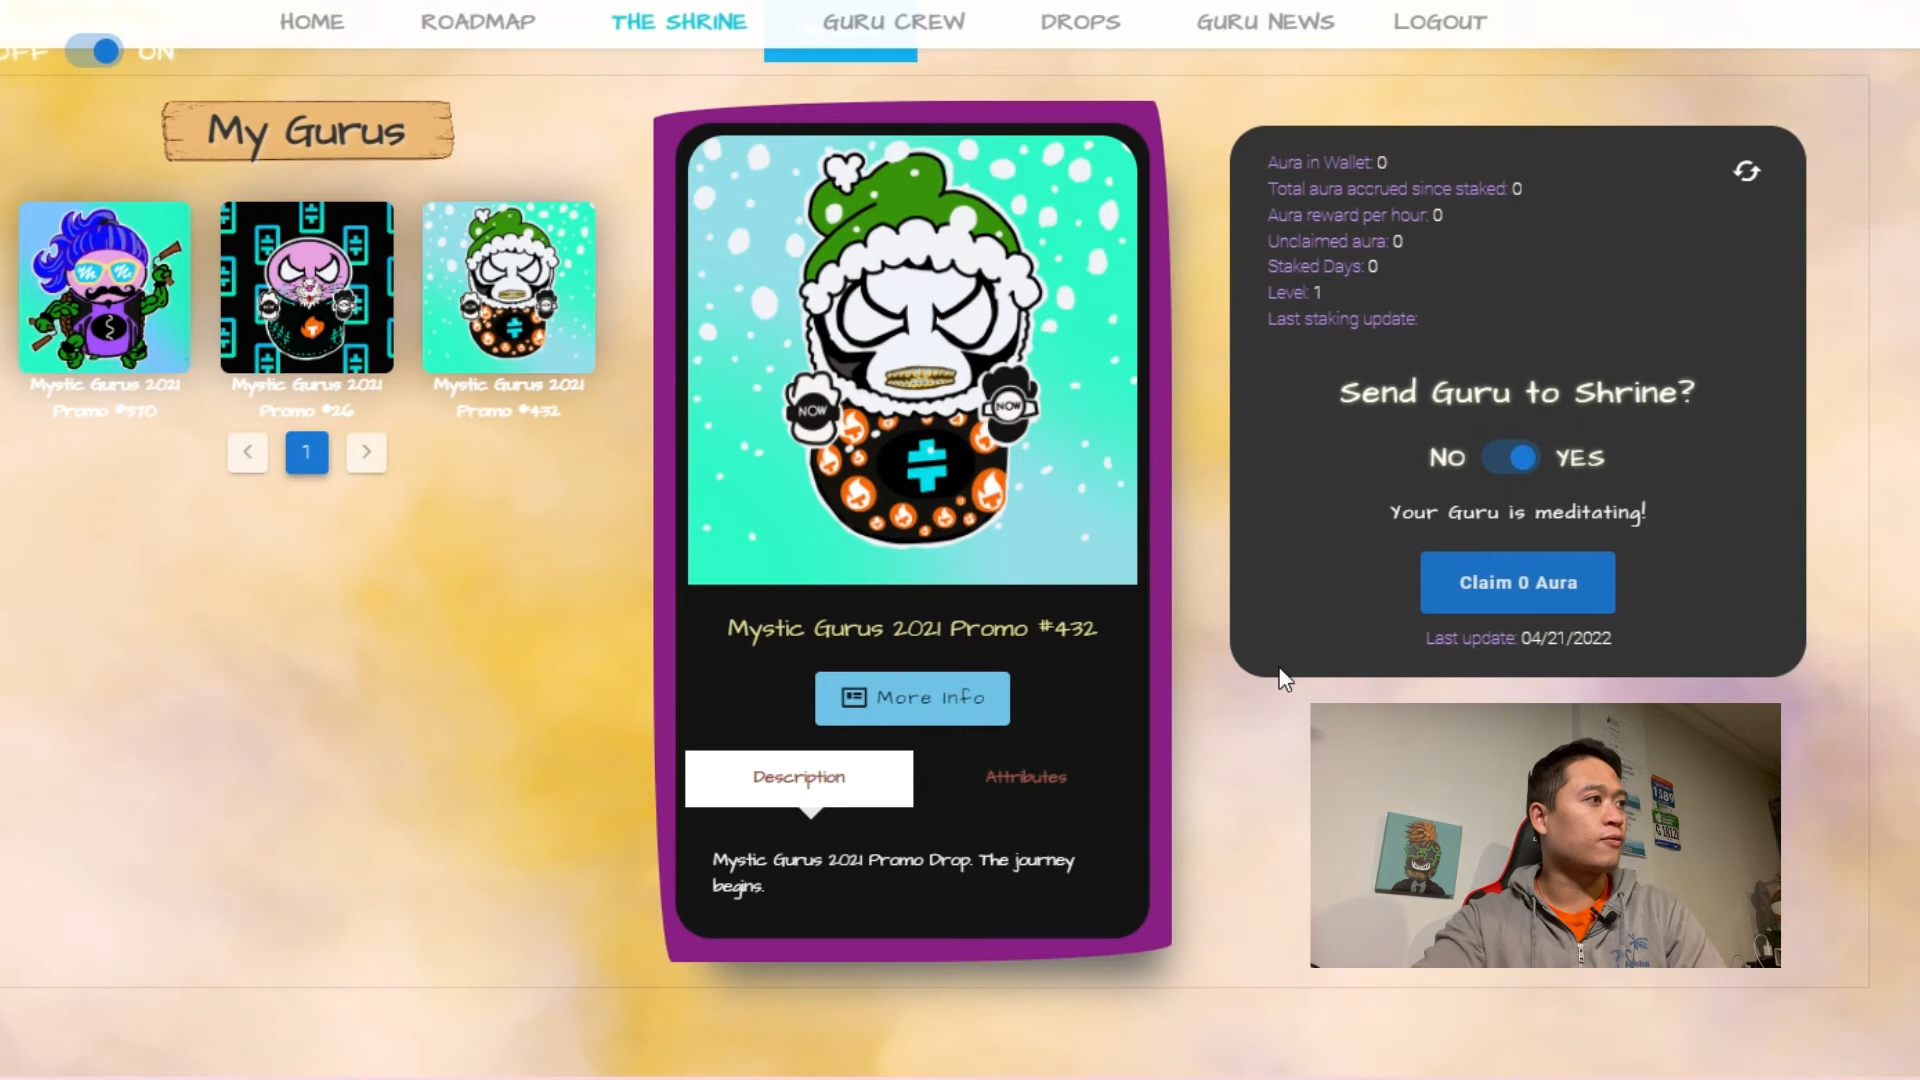 HOME ROADMAP THE SHRINE GURU CREW DROPS GURU NEWS LOGOUT
OFF ON
My Gurus
Mystic Gurus 2021
Promo #370
Mystic Gurus 2021
Promo #26
Mystic Gurus 2021
Promo #432
1
NOW
NOW
Mystic Gurus 2021 Promo #432
More Info
Description
Attributes
Mystic Gurus 2021 Promo Drop. The journey
begins.
Aura in Wallet: 0
Total aura accrued since staked: 0
Aura reward per hour: 0
Unclaimed aura: 0
Staked Days: 0
Level: 1
Last staking update:
Send Guru to Shrine?
NO YES
Your Guru is meditating!
Claim 0 Aura
Last update: 04/21/2022
1589